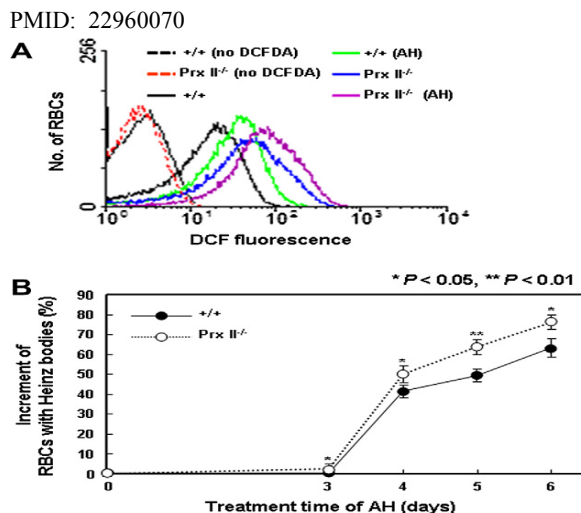 PMID: 22960070
A
256
+/+ (no DCFDA)
Prx II-/- (no DCFDA)
+/+
+/+ (AH)
Prx II-/-
Prx II-/- (AH)
No. of RBCs
0
10⁰ 10¹ 10² 10³ 10⁴
DCF fluorescence
B
* P < 0.05, ** P < 0.01
+/+
Prx II-/-
Increment of
RBCs with Heinz bodies (%)
90
80
70
60
50
40
30
20
10
0
* * ** *
0 3 4 5 6
Treatment time of AH (days)